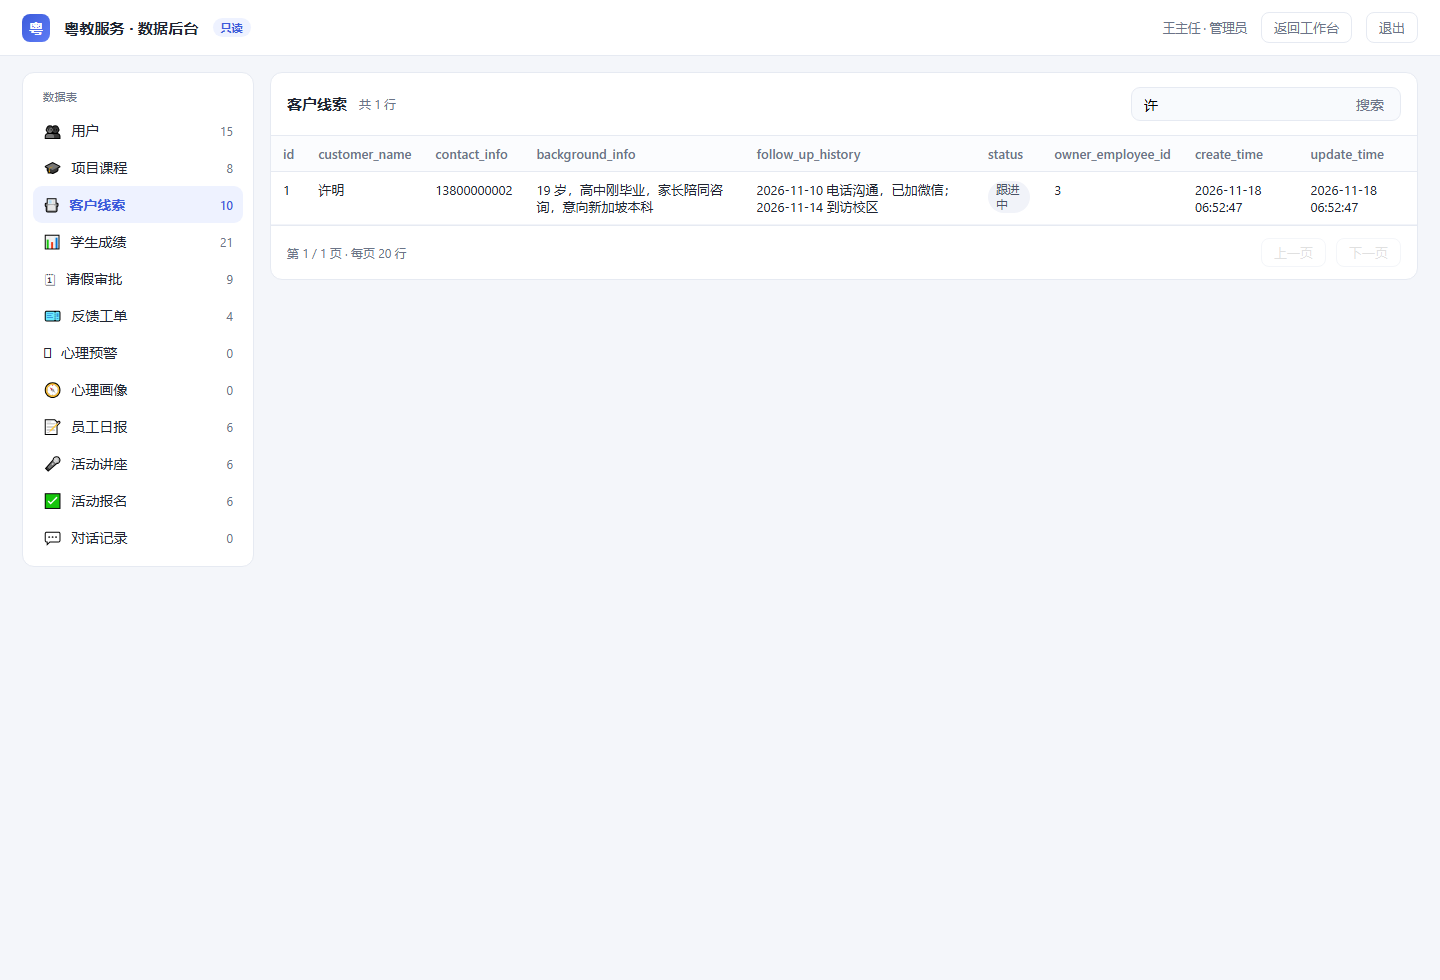 粤 粤教服务 · 数据后台 只读 王主任 · 管理员 返回工作台 退出
数据表
用户 15
项目课程 8
客户线索 10
学生成绩 21
请假审批 9
反馈工单 4
心理预警 0
心理画像 0
员工日报 6
活动讲座 6
活动报名 6
对话记录 0
客户线索 共 1 行 许 搜索
id customer_name contact_info background_info follow_up_history status owner_employee_id create_time update_time
1 许明 13800000002 19 岁，高中刚毕业，家长陪同咨 2026-11-10 电话沟通，已加微信； 跟进 3 2026-11-18 2026-11-18
询，意向新加坡本科 2026-11-14 到访校区 中 06:52:47 06:52:47
第 1 / 1 页 · 每页 20 行 上一页 下一页